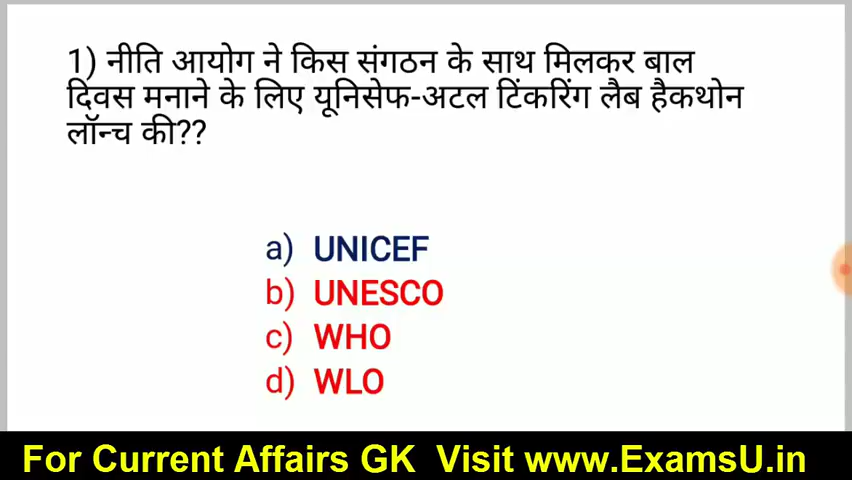 1) नीति आयोग ने किस संगठन के साथ मिलकर बाल
दिवस मनाने के लिए यूनिसेफ-अटल टिंकरिंग लैब हैकथोन
लॉन्च की??
a) UNICEF
b) UNESCO
c) WHO
d) WLO
For Current Affairs GK Visit www.ExamsU.in